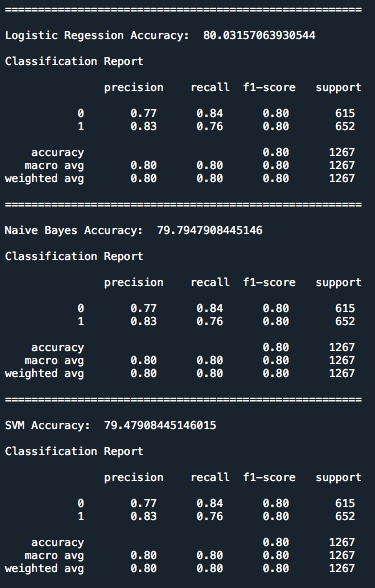 ======================================================
Logistic Regession Accuracy:  80.03157063930544
Classification Report
              precision    recall  f1-score   support
           0       0.77      0.84      0.80       615
           1       0.83      0.76      0.80       652
    accuracy                           0.80      1267
   macro avg       0.80      0.80      0.80      1267
weighted avg       0.80      0.80      0.80      1267
======================================================
Naive Bayes Accuracy:  79.7947908445146
Classification Report
              precision    recall  f1-score   support
           0       0.77      0.84      0.80       615
           1       0.83      0.76      0.80       652
    accuracy                           0.80      1267
   macro avg       0.80      0.80      0.80      1267
weighted avg       0.80      0.80      0.80      1267
======================================================
SVM Accuracy:  79.47908445146015
Classification Report
              precision    recall  f1-score   support
           0       0.77      0.84      0.80       615
           1       0.83      0.76      0.80       652
    accuracy                           0.80      1267
   macro avg       0.80      0.80      0.80      1267
weighted avg       0.80      0.80      0.80      1267